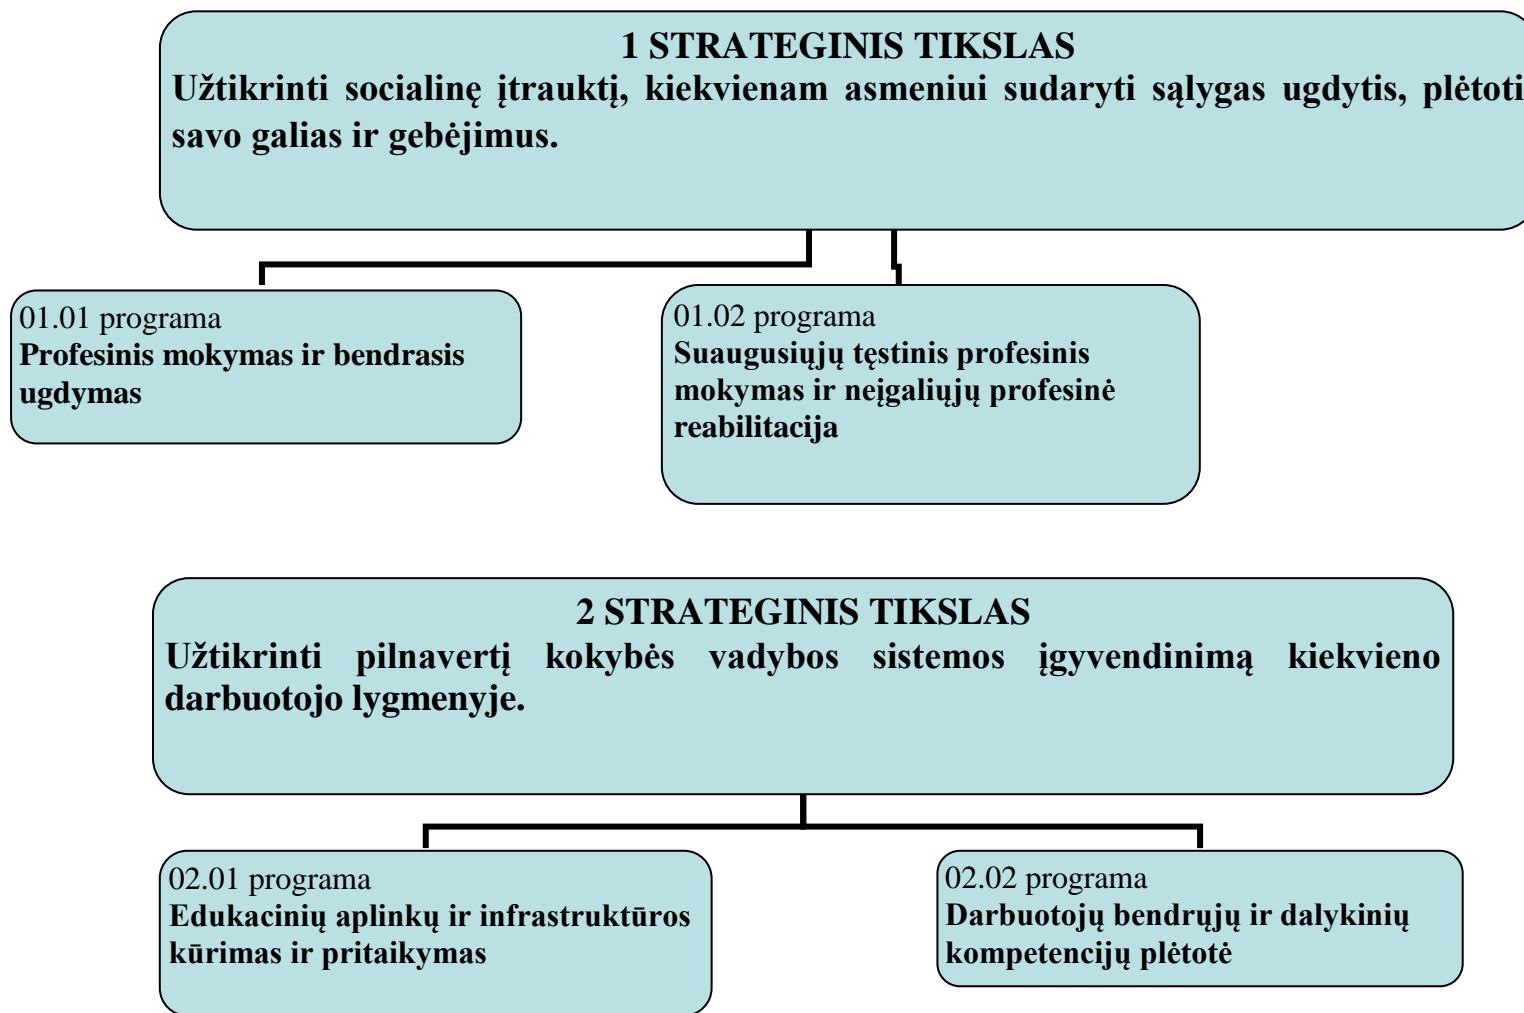 1 STRATEGINIS TIKSLAS
Užtikrinti socialinę įtrauktį, kiekvienam asmeniui sudaryti sąlygas ugdytis, plėtoti
savo galias ir gebėjimus.
01.01 programa
Profesinis mokymas ir bendrasis
ugdymas
01.02 programa
Suaugusiųjų tęstinis profesinis
mokymas ir neįgaliųjų profesinė
reabilitacija
2 STRATEGINIS TIKSLAS
Užtikrinti pilnavertį kokybės vadybos sistemos įgyvendinimą kiekvieno
darbuotojo lygmenyje.
02.01 programa
Edukacinių aplinkų ir infrastruktūros
kūrimas ir pritaikymas
02.02 programa
Darbuotojų bendrųjų ir dalykinių
kompetencijų plėtotė